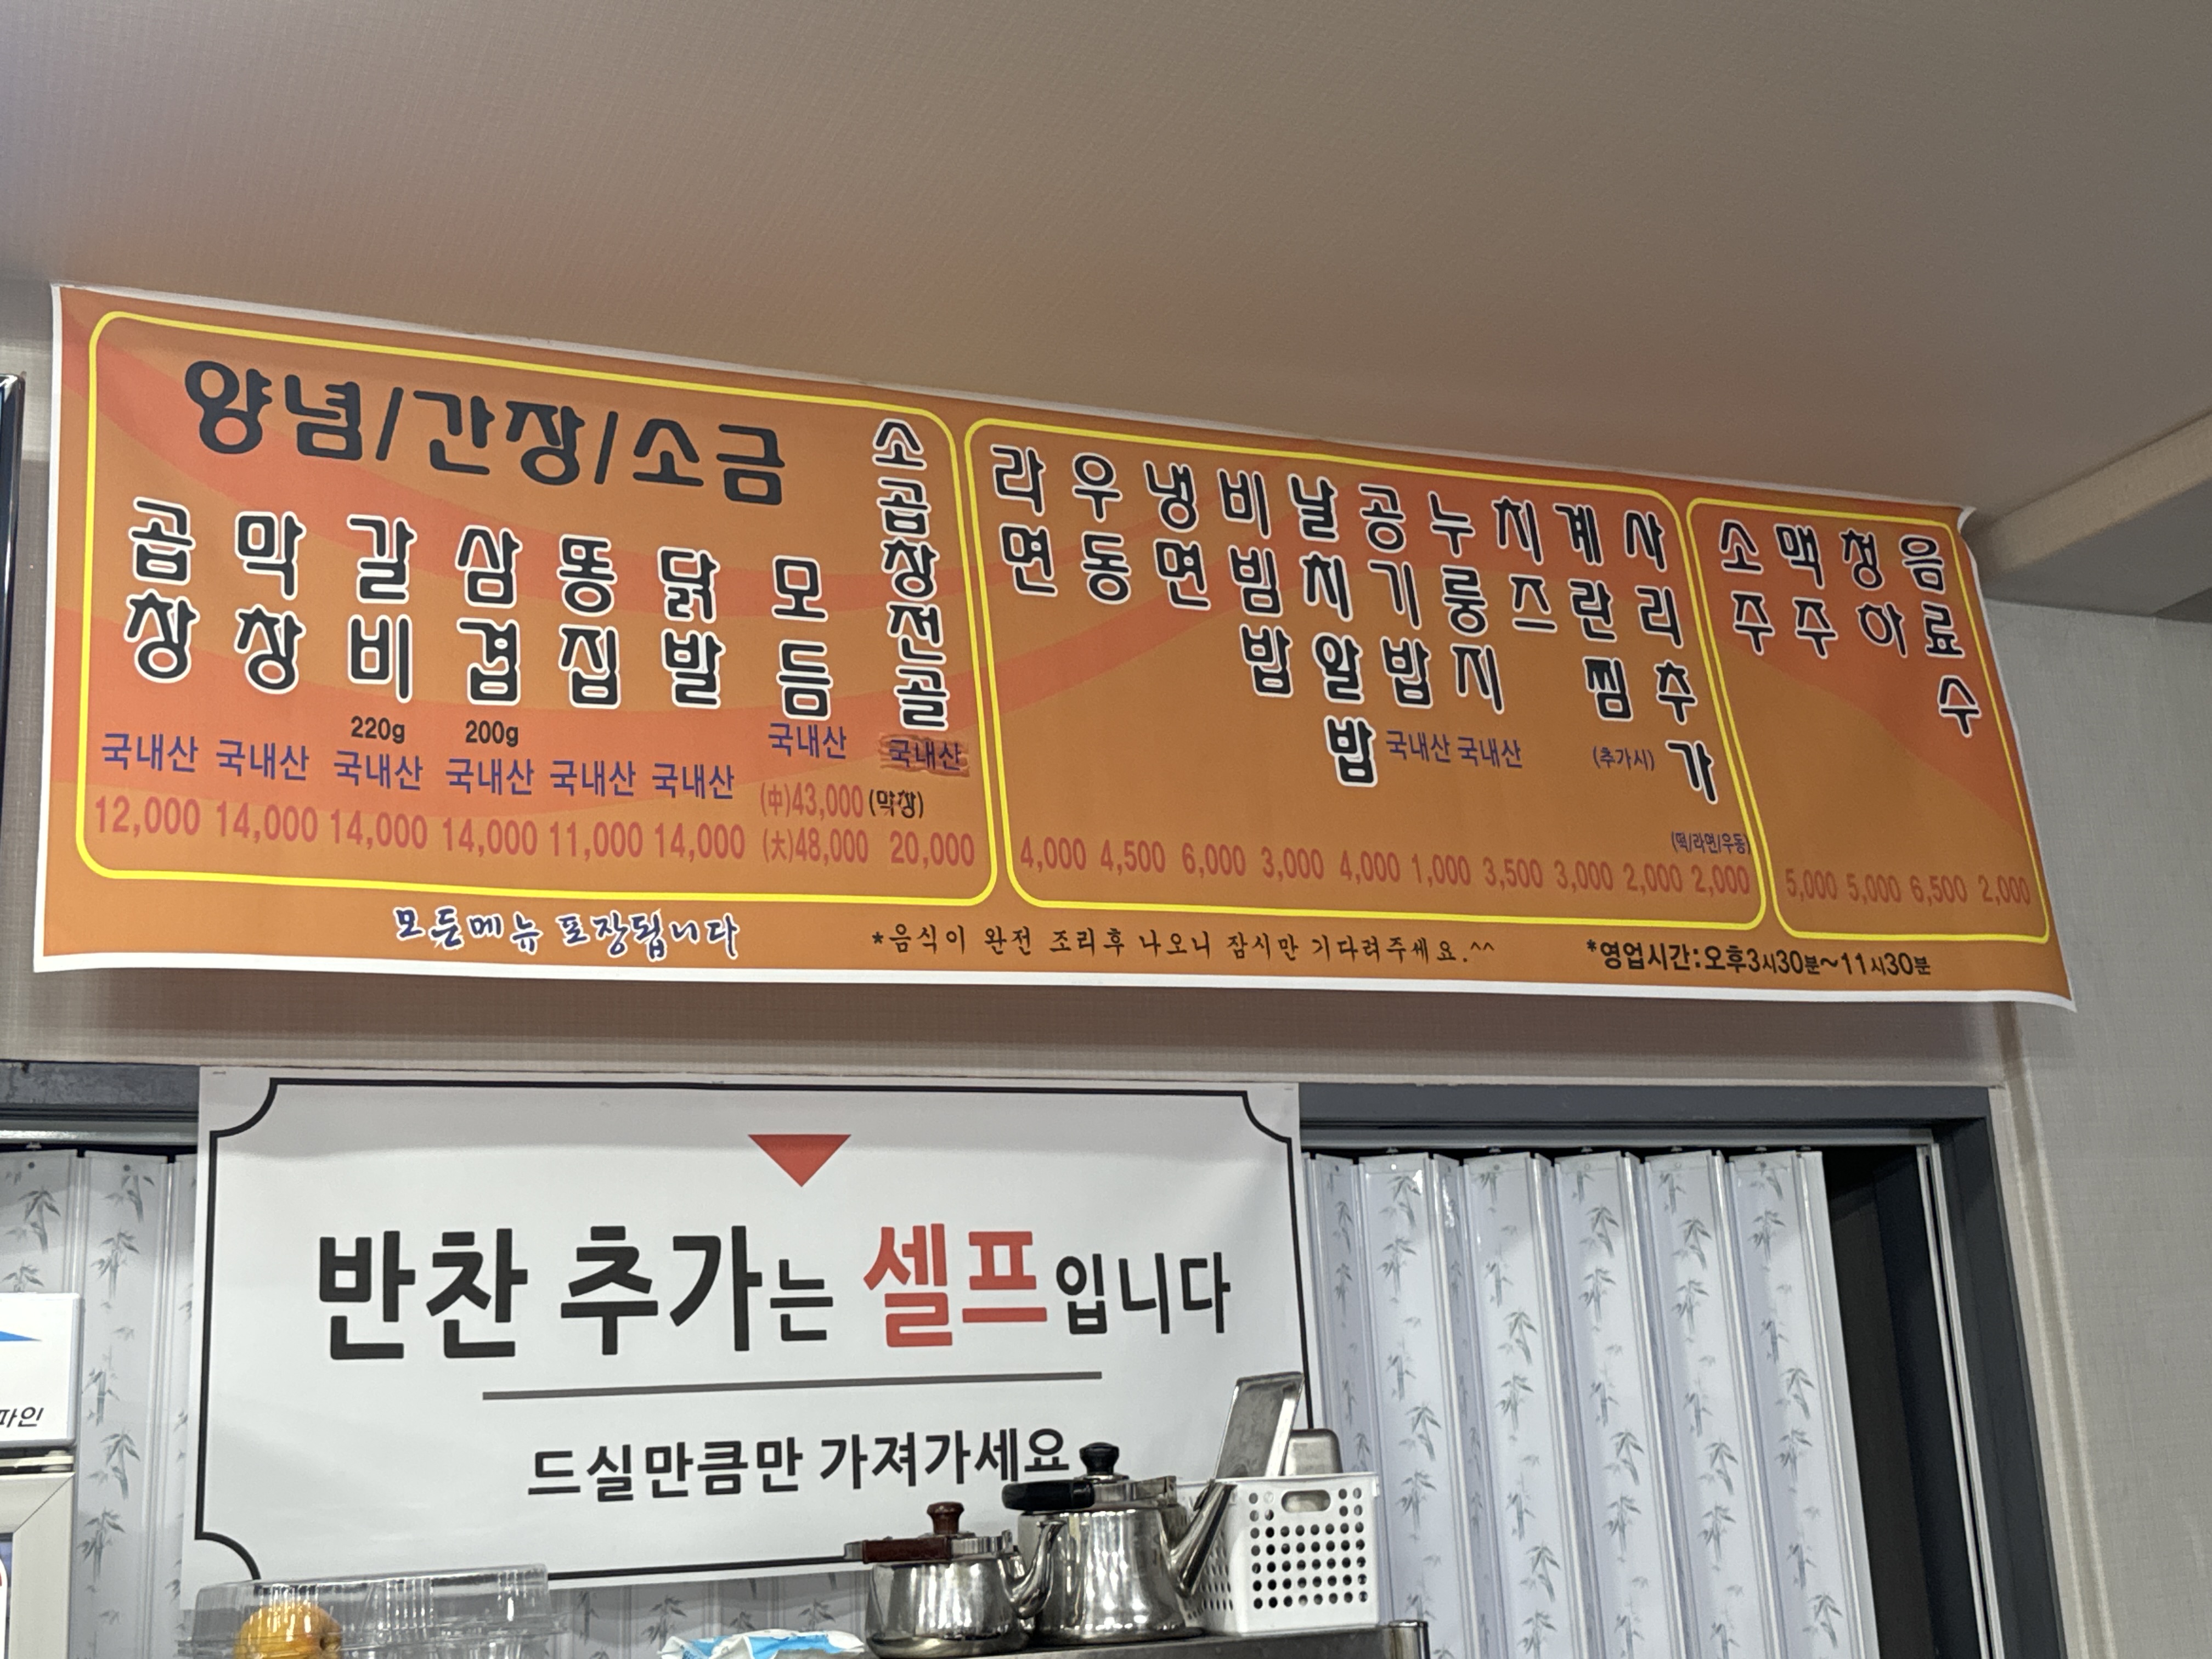 양념/간장/소금
곱창 막창 갈비 삼겹 똥집 닭발 모듬 소곱창전골
220g 200g
국내산 국내산 국내산 국내산 국내산 국내산 국내산 국내산
(中)43,000 (막창)
12,000 14,000 14,000 14,000 11,000 14,000 (大)48,000 20,000
라면 우동 냉면 비빔밥 날치알밥 공기밥 누룽지 치즈 계란찜 사리추가
국내산 국내산 (추가시)
(떡/라면/우동)
4,000 4,500 6,000 3,000 4,000 1,000 3,500 3,000 2,000 2,000
소주 맥주 청하 음료수
5,000 5,000 6,500 2,000
모든메뉴 포장됩니다
*음식이 완전 조리후 나오니 잠시만 기다려주세요.^^
*영업시간:오후3시30분~11시30분
반찬 추가는 셀프입니다
드실만큼만 가져가세요
파인